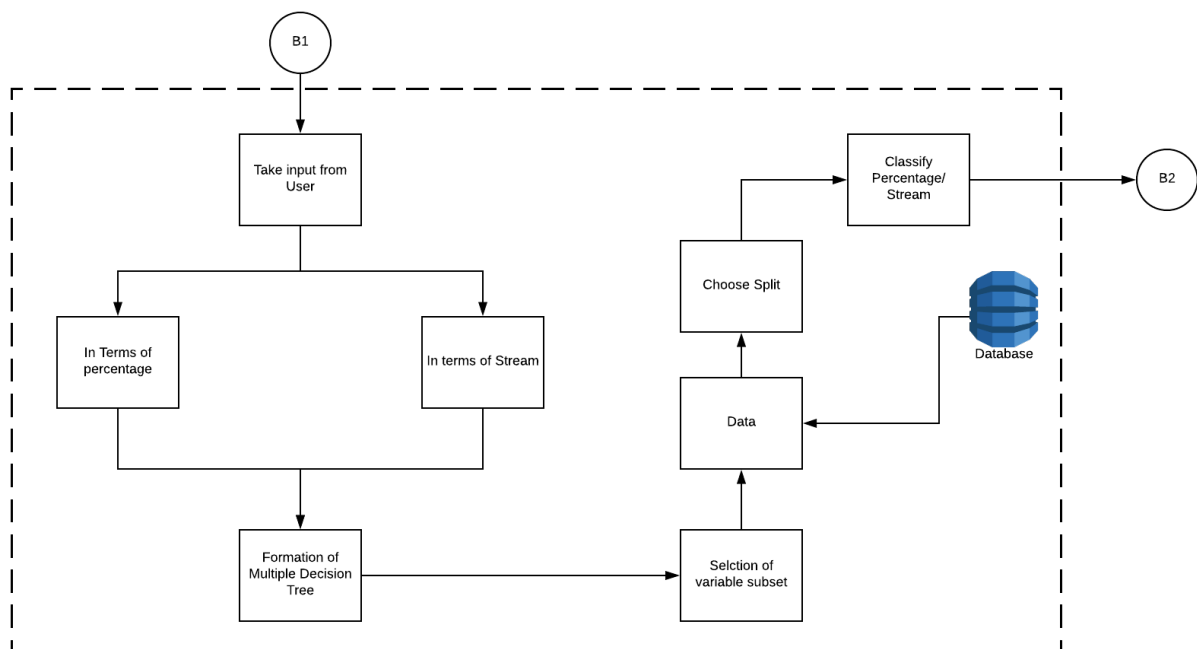 B1
Take input from
User
In Terms of
percentage
In terms of Stream
Formation of
Multiple Decision
Tree
Selction of
variable subset
Data
Database
Choose Split
Classify
Percentage/
Stream
B2